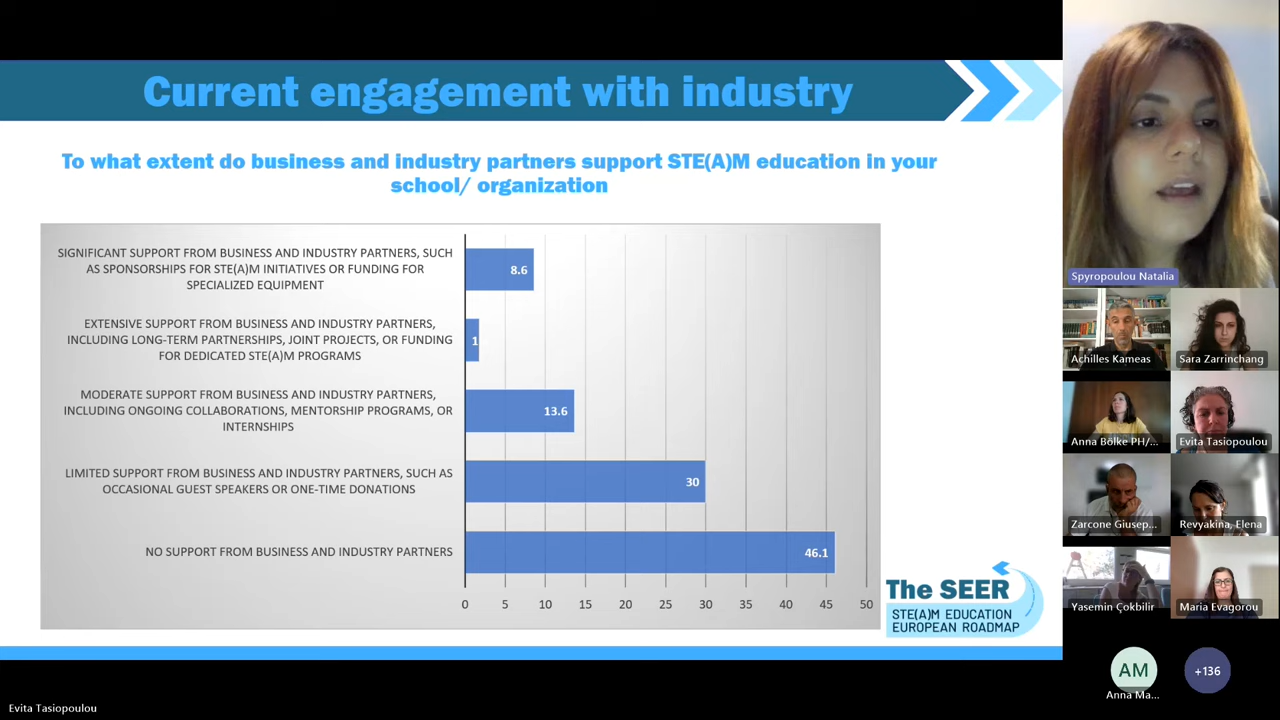 Current engagement with industry
To what extent do business and industry partners support STE(A)M education in your
school/ organization
SIGNIFICANT SUPPORT FROM BUSINESS AND INDUSTRY PARTNERS, SUCH
AS SPONSORSHIPS FOR STE(A)M INITIATIVES OR FUNDING FOR
SPECIALIZED EQUIPMENT
8.6
EXTENSIVE SUPPORT FROM BUSINESS AND INDUSTRY PARTNERS,
INCLUDING LONG-TERM PARTNERSHIPS, JOINT PROJECTS, OR FUNDING
FOR DEDICATED STE(A)M PROGRAMS
1
MODERATE SUPPORT FROM BUSINESS AND INDUSTRY PARTNERS,
INCLUDING ONGOING COLLABORATIONS, MENTORSHIP PROGRAMS, OR
INTERNSHIPS
13.6
LIMITED SUPPORT FROM BUSINESS AND INDUSTRY PARTNERS, SUCH AS
OCCASIONAL GUEST SPEAKERS OR ONE-TIME DONATIONS
30
NO SUPPORT FROM BUSINESS AND INDUSTRY PARTNERS
46.1
0 5 10 15 20 25 30 35 40 45 50
The SEER
STE(A)M EDUCATION
EUROPEAN ROADMAP
Spyropoulou Natalia
Achilles Kameas
Sara Zarrinchang
Anna Bölke PH/...
Evita Tasiopoulou
Zarcone Giusep...
Revyakina, Elena
Yasemin Çokbilir
Maria Evagorou
AM
Anna Ma...
+136
Evita Tasiopoulou